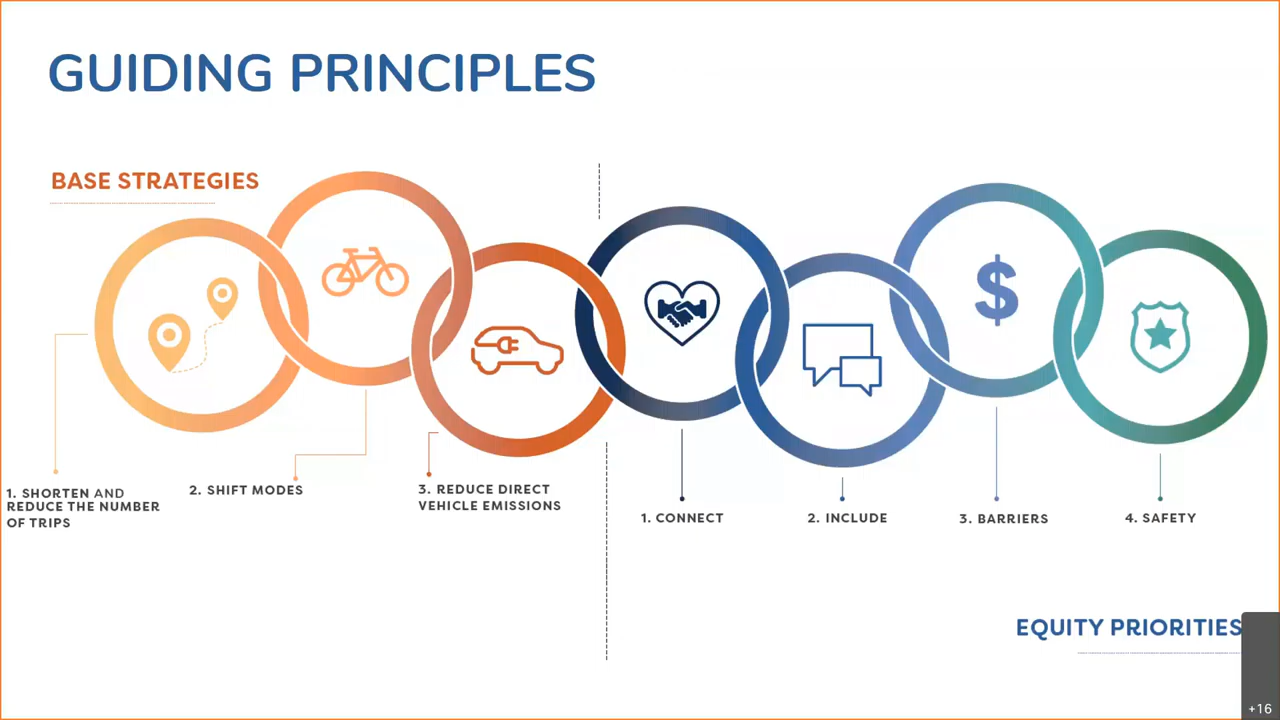 GUIDING PRINCIPLES
BASE STRATEGIES
1. SHORTEN AND
REDUCE THE NUMBER
OF TRIPS
2. SHIFT MODES
3. REDUCE DIRECT
VEHICLE EMISSIONS
$
1. CONNECT
2. INCLUDE
3. BARRIERS
4. SAFETY
EQUITY PRIORITIES
+16